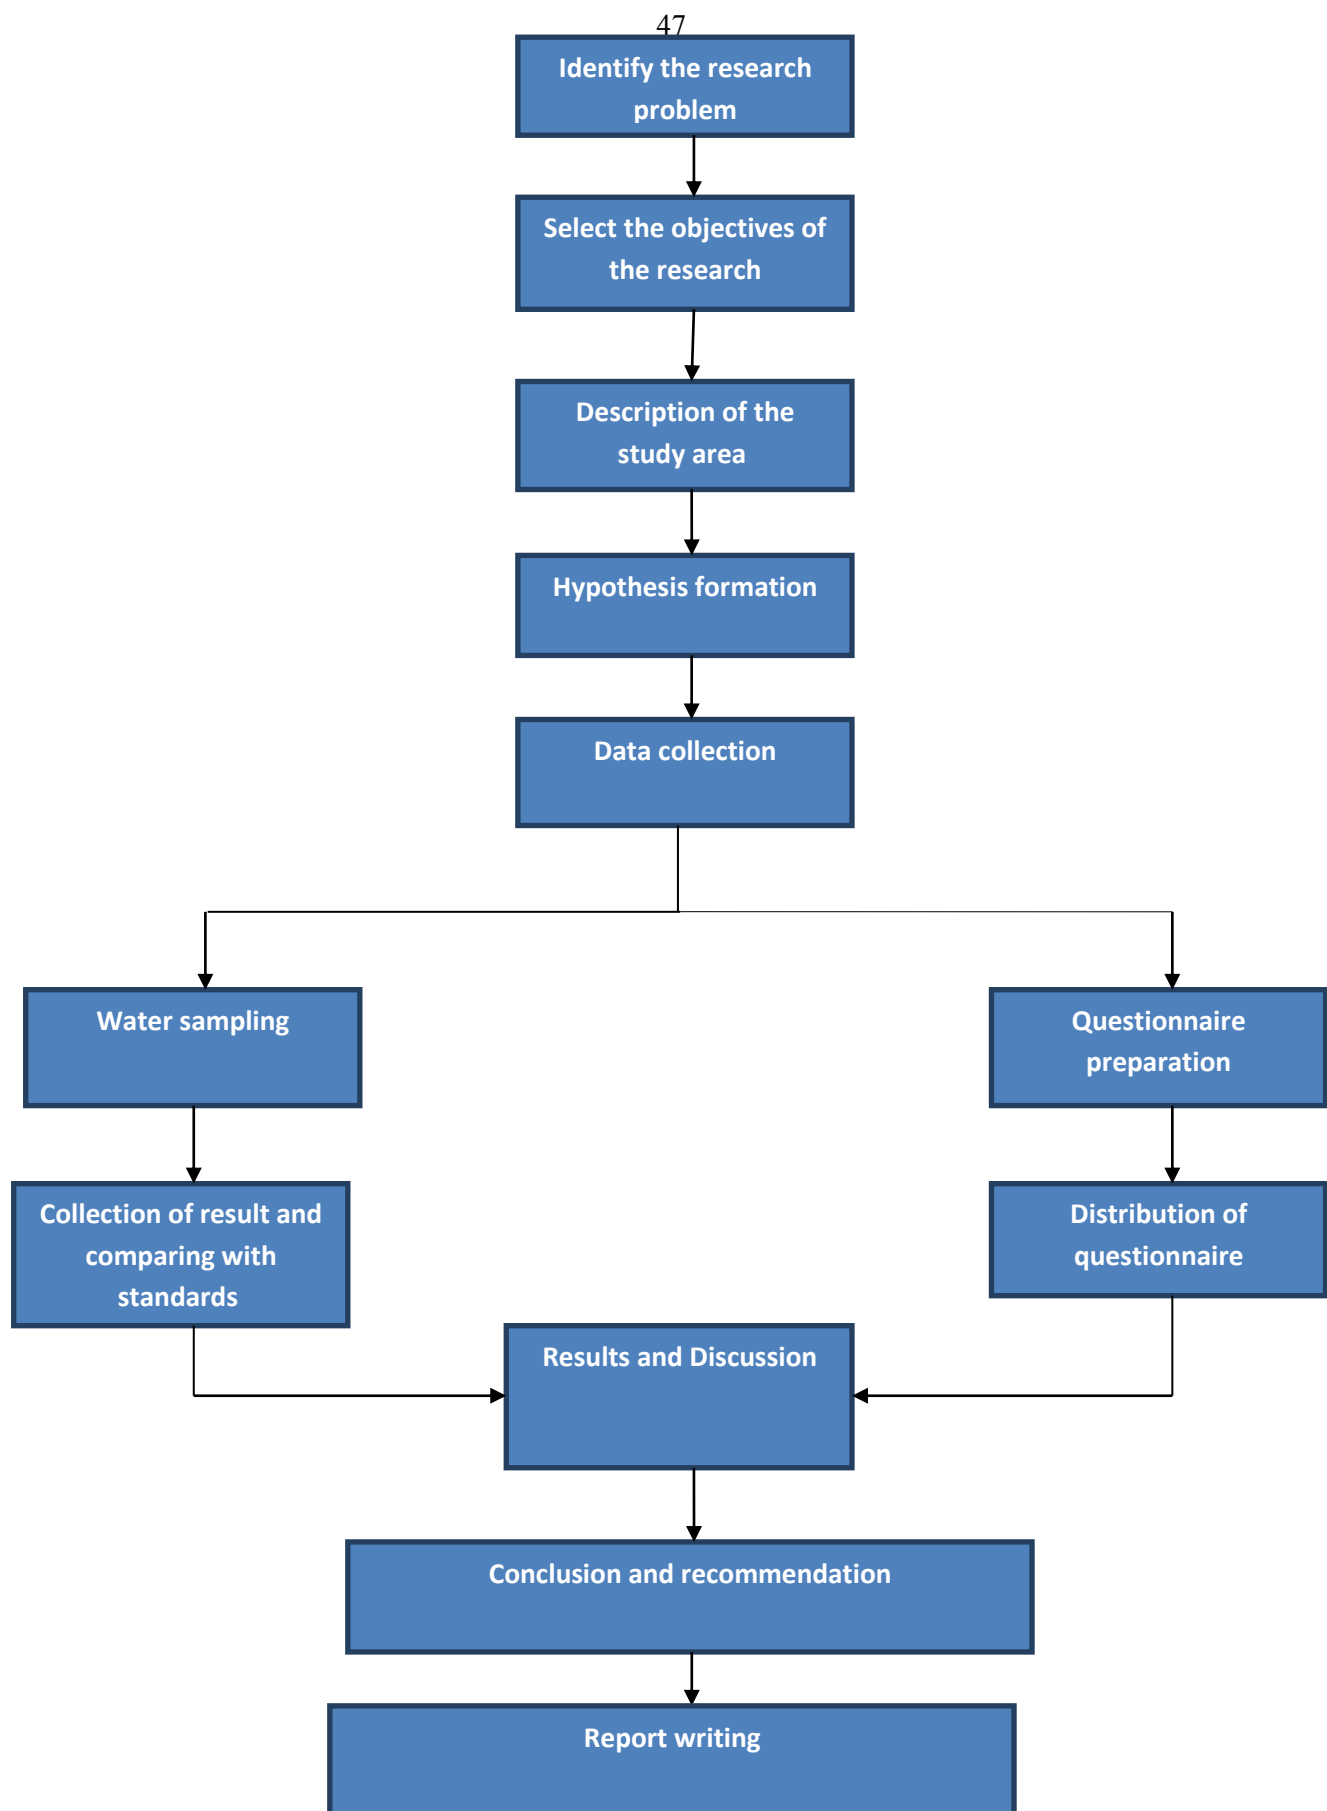 47
Identify the research
problem
Select the objectives of
the research
Description of the
study area
Hypothesis formation
Data collection
Water sampling
Questionnaire
preparation
Collection of result and
comparing with
standards
Distribution of
questionnaire
Results and Discussion
Conclusion and recommendation
Report writing